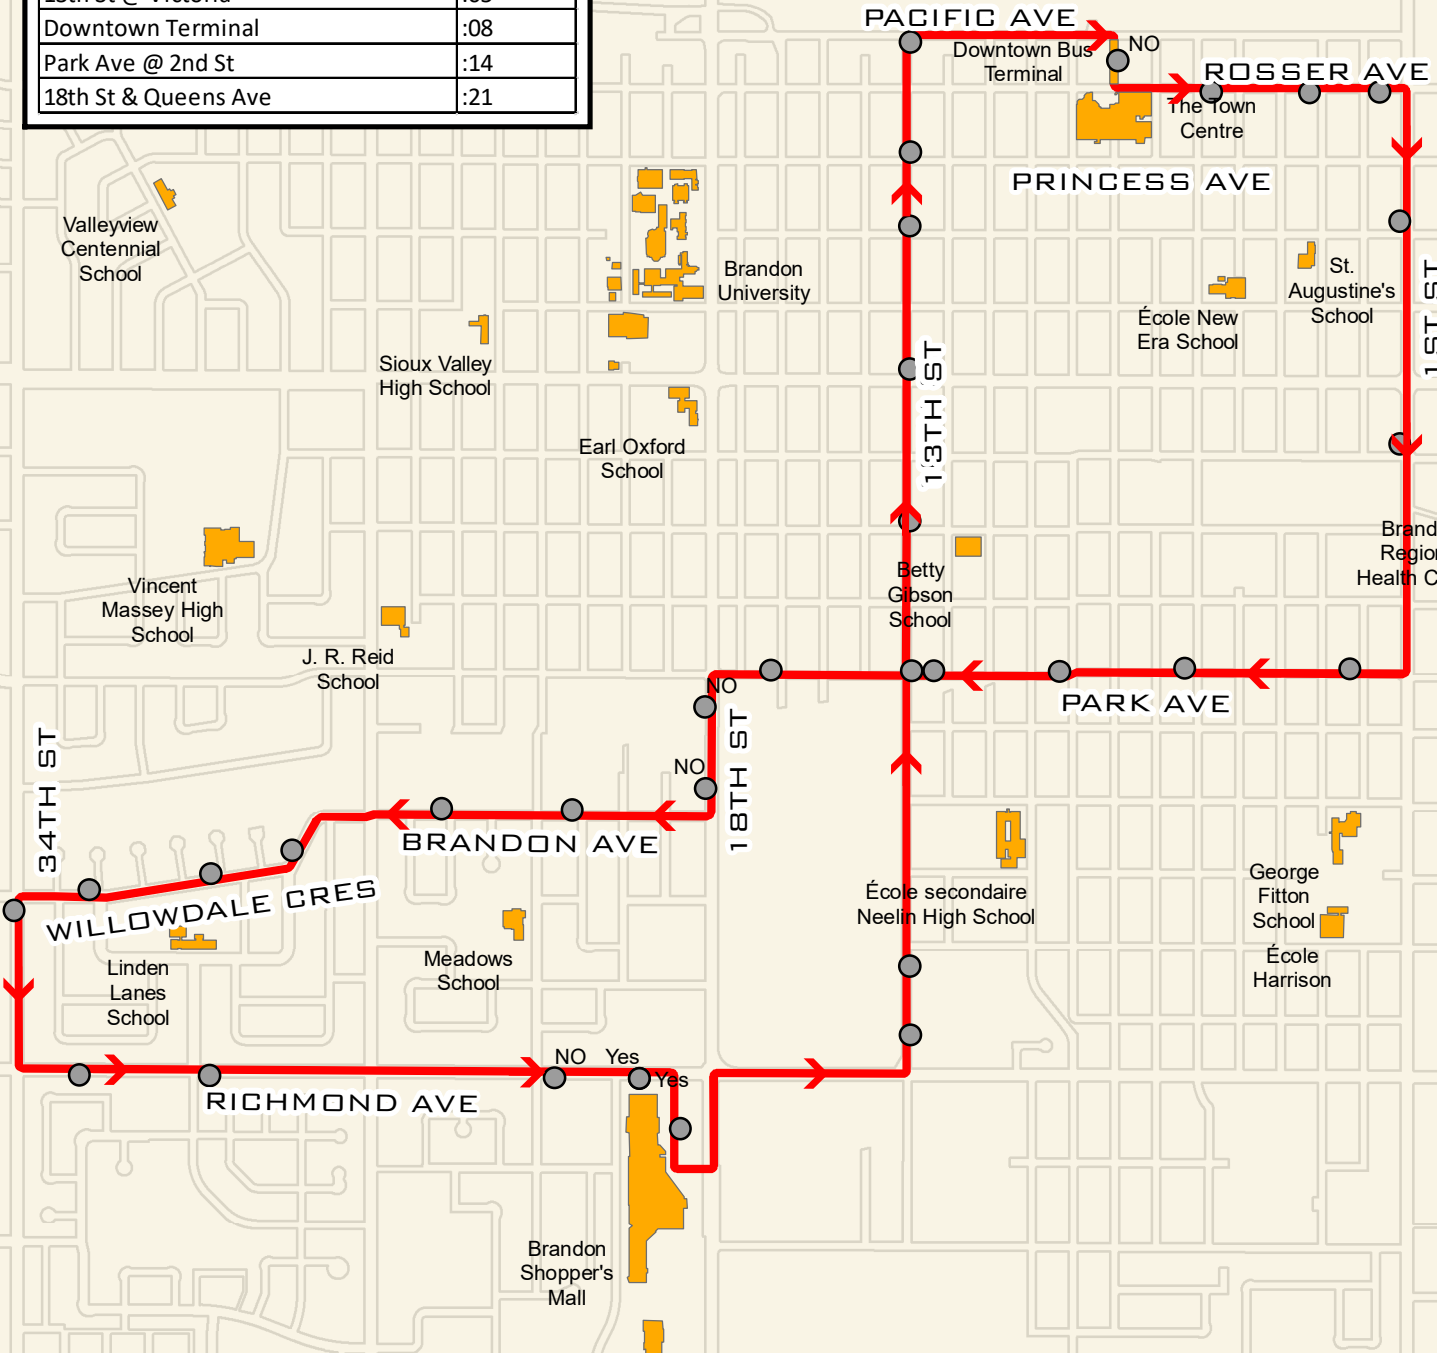 Downtown Terminal :08
Park Ave @ 2nd St :14
18th St & Queens Ave :21
PACIFIC AVE
NO
Downtown Bus
Terminal
ROSSER AVE
The Town
Centre
PRINCESS AVE
Valleyview
Centennial
School
Brandon
University
St.
Augustine's
School
École New
Era School
1ST ST
Sioux Valley
High School
13TH ST
Earl Oxford
School
Health
Vincent
Massey High
School
Betty
Gibson
School
J. R. Reid
School
NO
PARK AVE
34TH ST
18TH ST
NO
BRANDON AVE
WILLOWDALE CRES
École secondaire
Neelin High School
George
Fitton
School
École
Harrison
Linden
Lanes
School
Meadows
School
NO Yes
Yes
RICHMOND AVE
Brandon
Shopper's
Mall